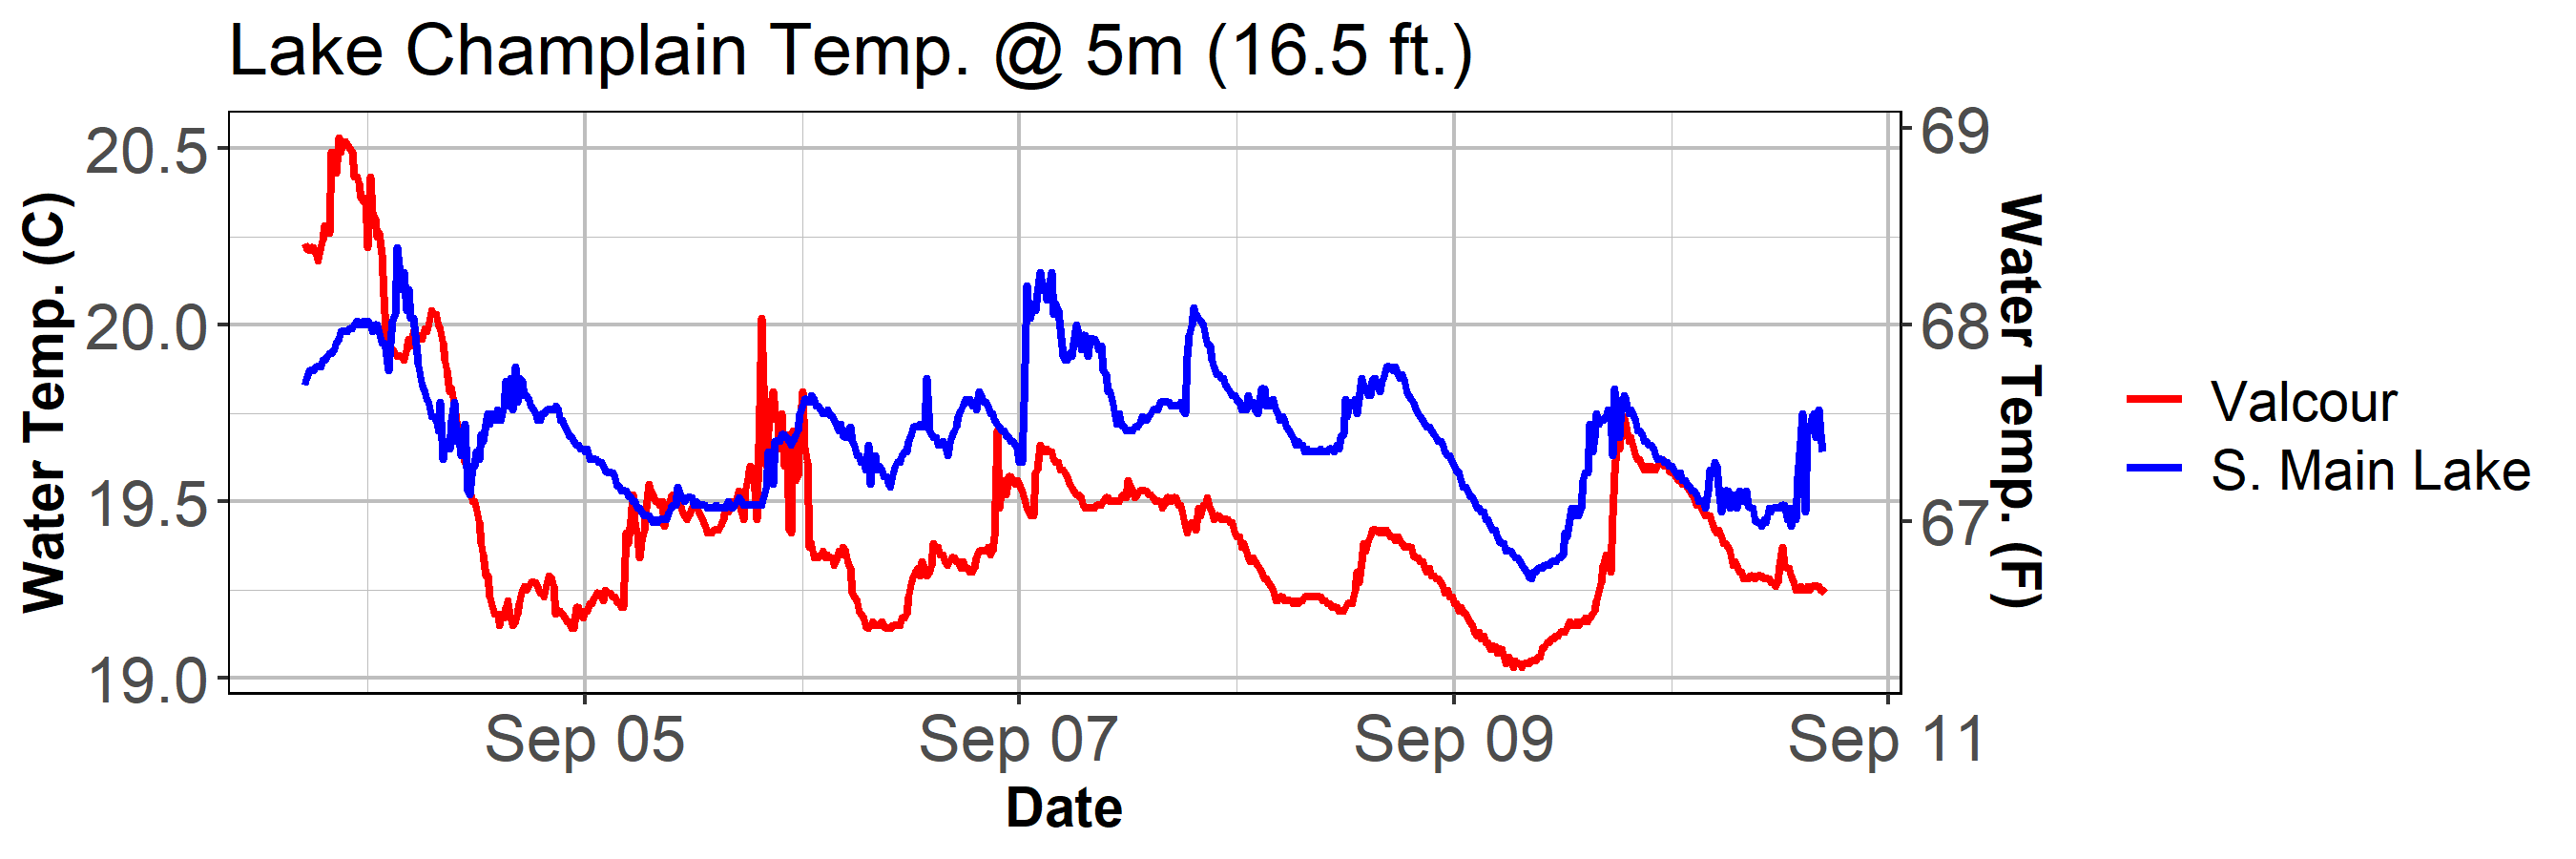 Lake Champlain Temp. @ 5m (16.5 ft.)
Water Temp. (C)
20.5
20.0
19.5
19.0
69
68
67
Water Temp. (F)
Valcour
S. Main Lake
Sep 05
Sep 07
Sep 09
Sep 11
Date